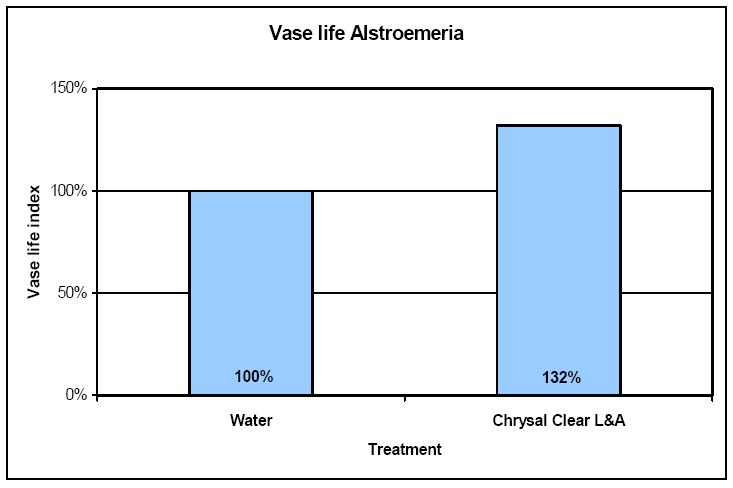 Vase life Alstroemeria
150%
100%
50%
0%
Vase life index
100%
132%
Water
Chrysal Clear L&A
Treatment